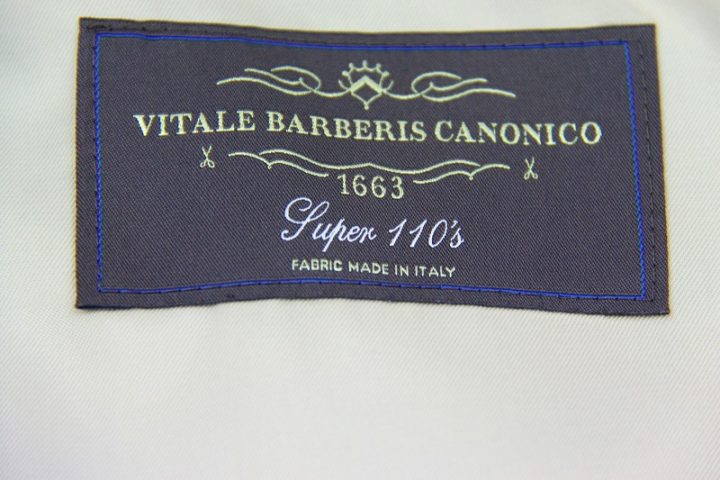 VITALE BARBERIS CANONICO
1663
Super 110's
FABRIC MADE IN ITALY